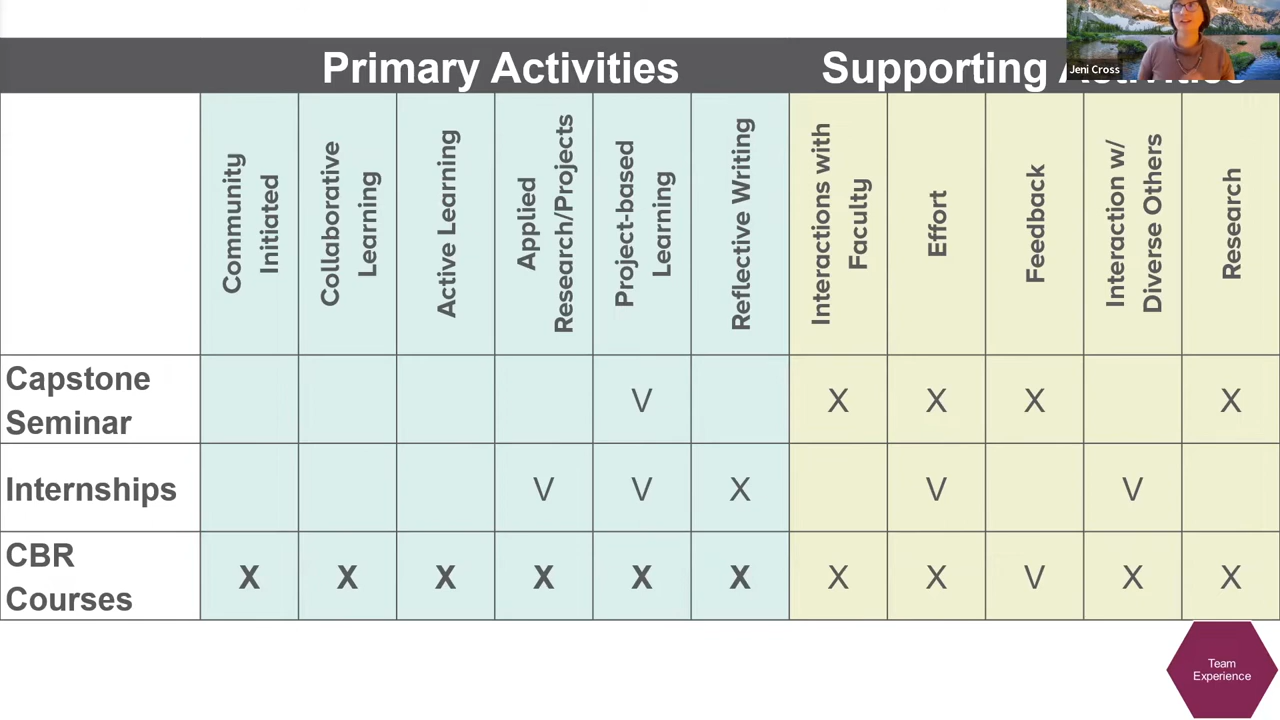 Primary Activities
Supporting
Jeni Cross
Community
Initiated
Collaborative
Learning
Active Learning
Applied
Research/Projects
Project-based
Learning
Reflective Writing
Interactions with
Faculty
Effort
Feedback
Interaction w/
Diverse Others
Research
Capstone
Seminar
V X X X X
Internships
V V X V V
CBR
Courses
X X X X X X X X V X X
Team
Experience